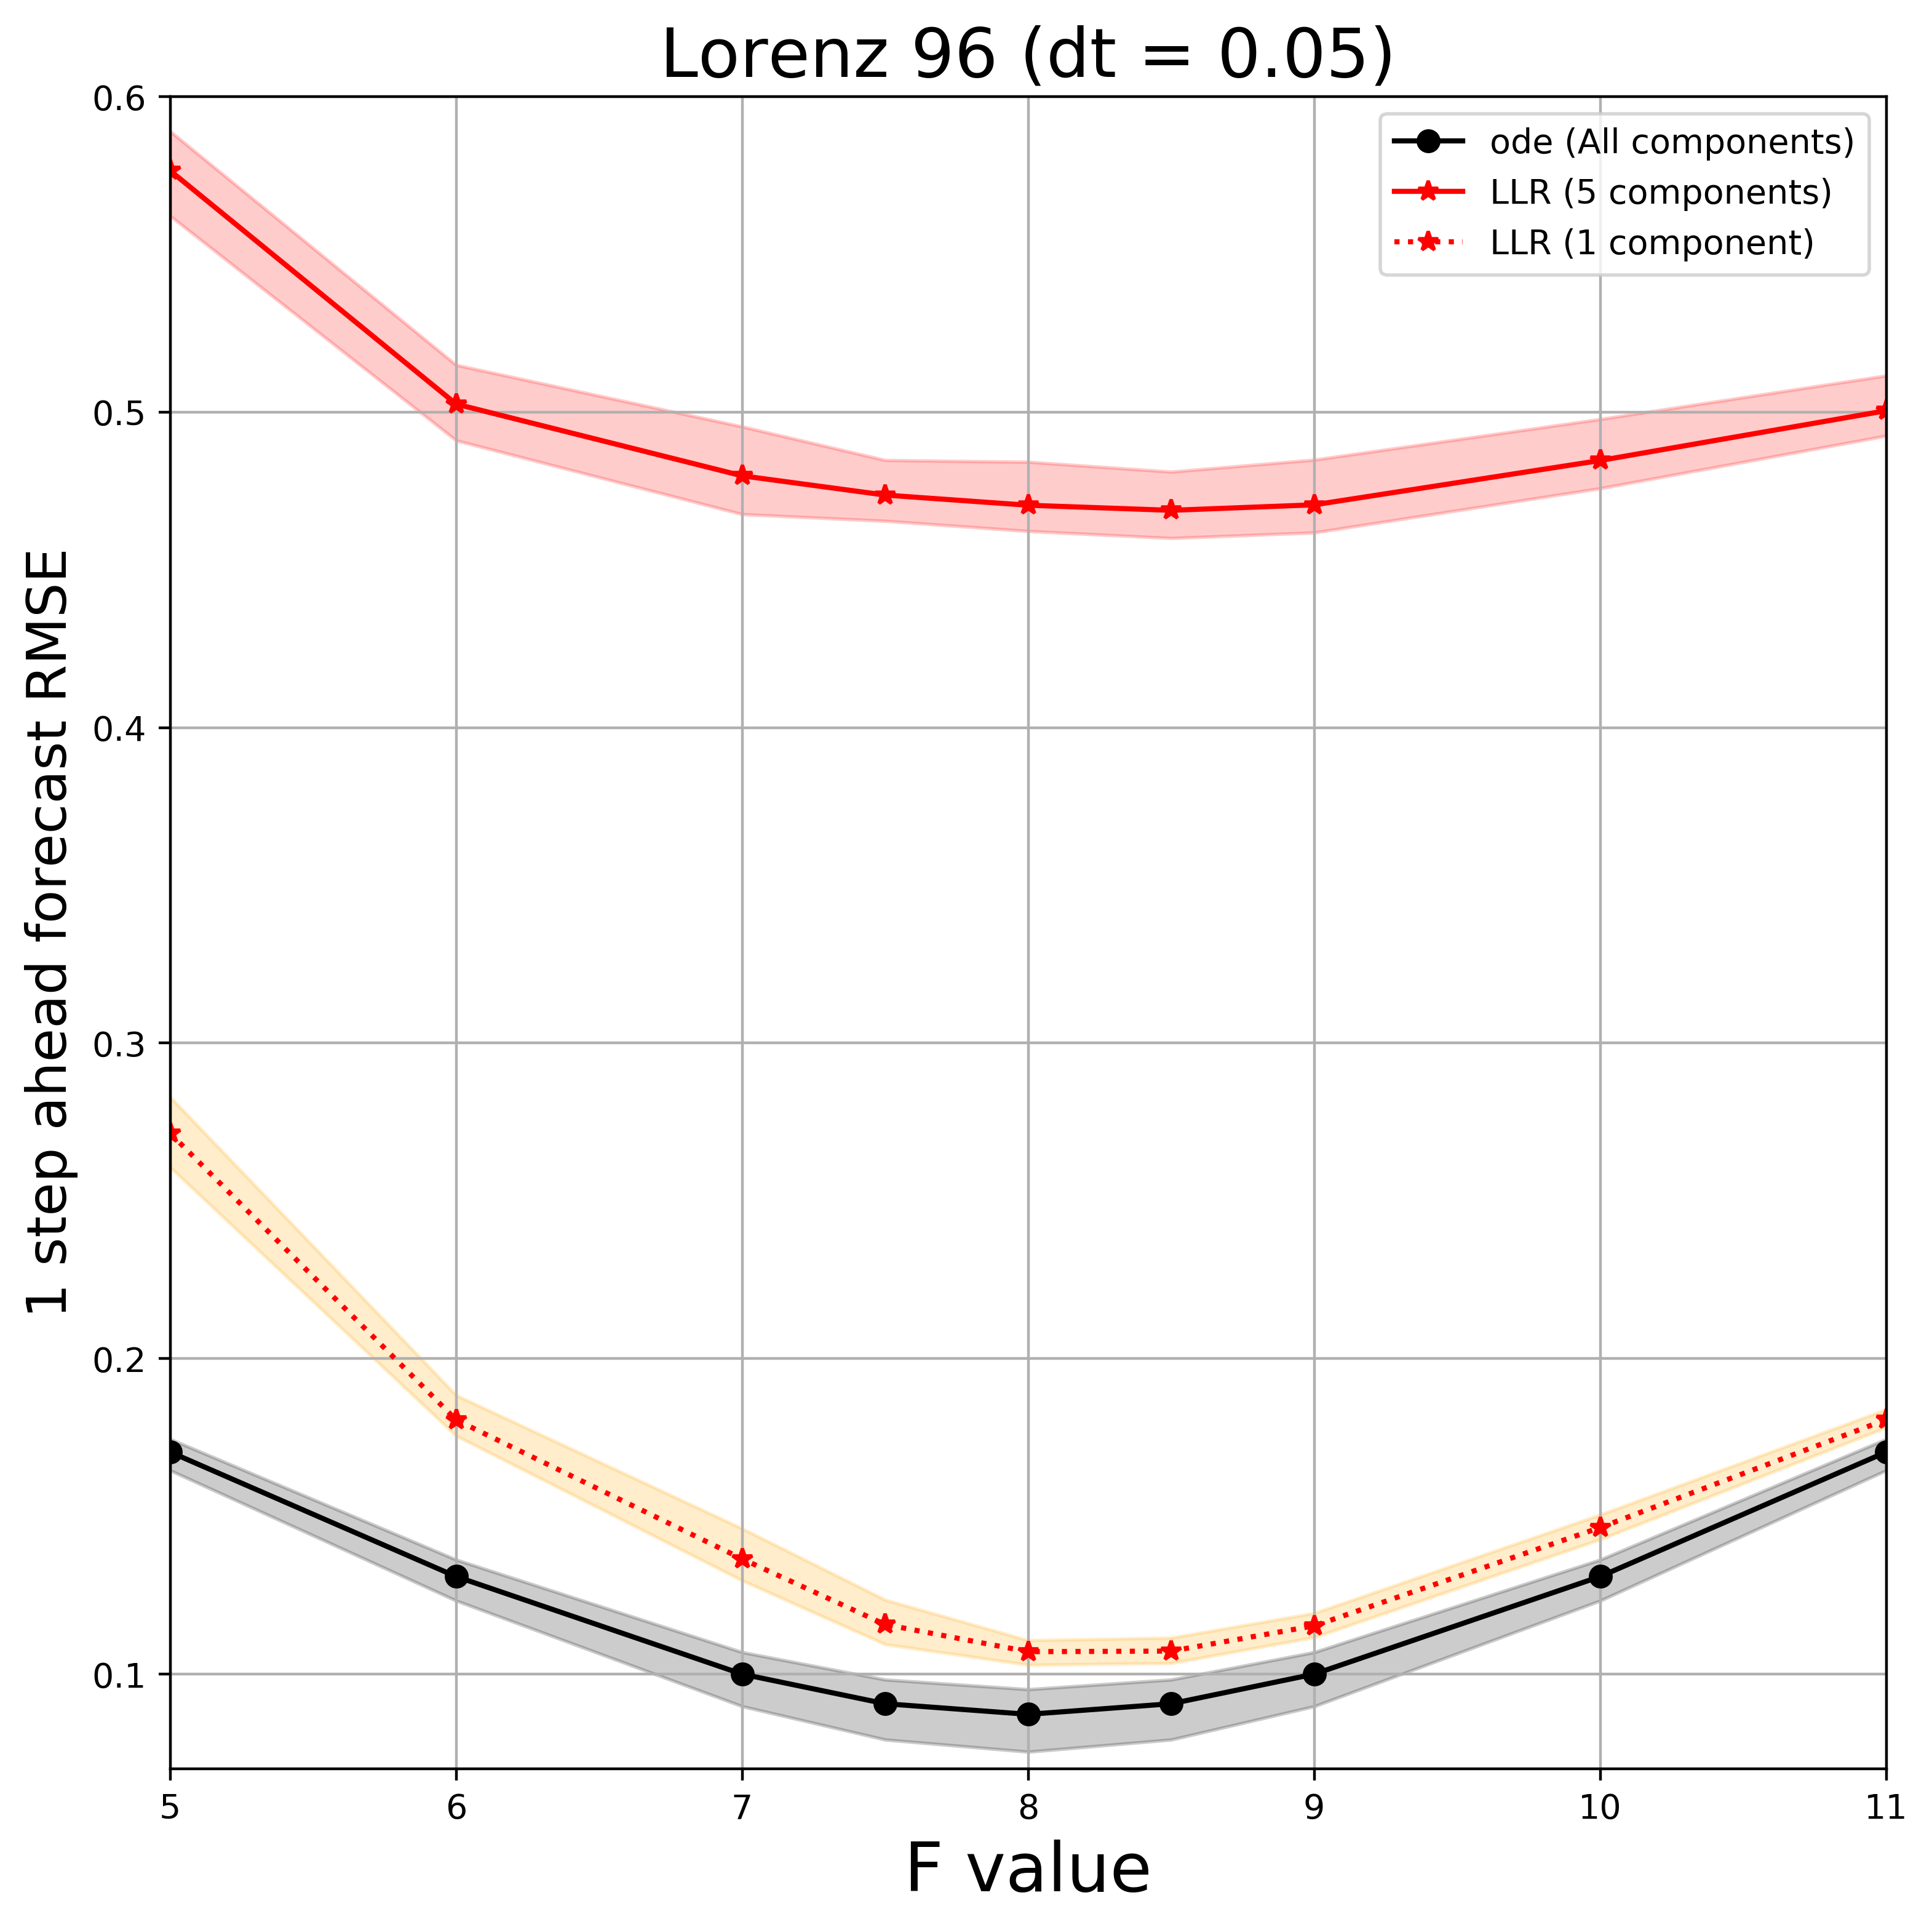 Lorenz 96 (dt = 0.05)
ode (All components)
LLR (5 components)
LLR (1 component)
1 step ahead forecast RMSE
0.6
0.5
0.4
0.3
0.2
0.1
5 6 7 8 9 10 11
F value